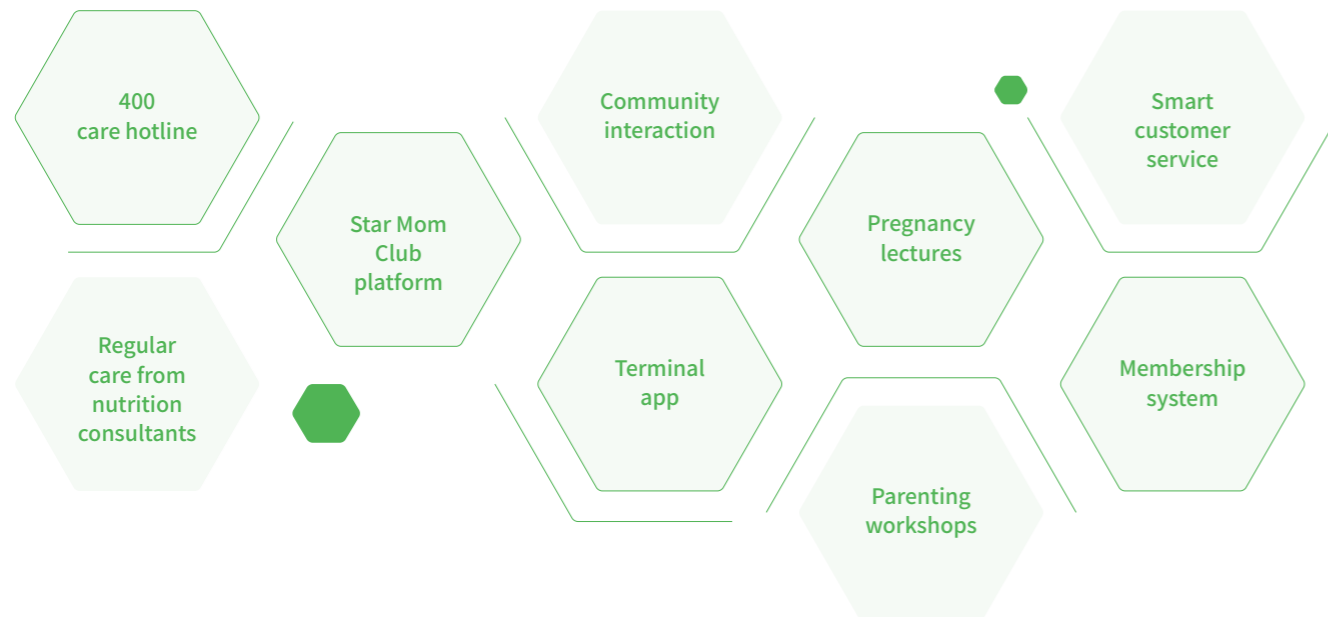 400
care hotline
Regular
care from
nutrition
consultants
Star Mom
Club
platform
Community
interaction
Terminal
app
Pregnancy
lectures
Parenting
workshops
Smart
customer
service
Membership
system